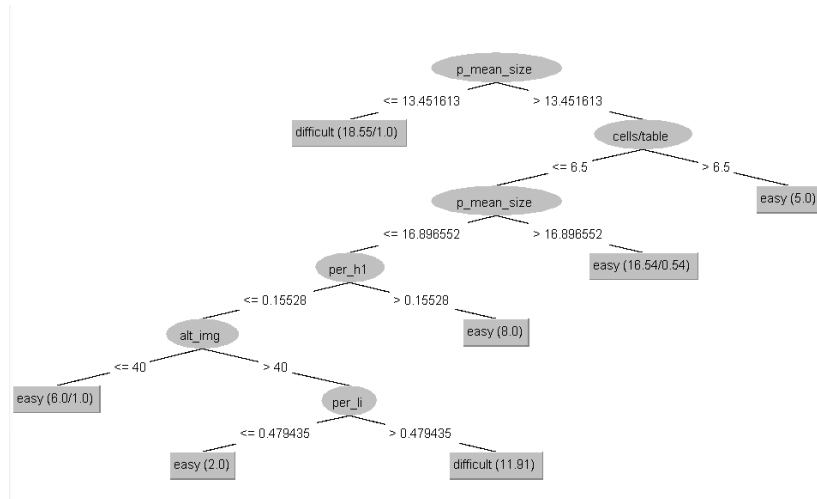 p_mean_size
<= 13.451613
> 13.451613
difficult (18.55/1.0)
cells/table
<= 6.5
> 6.5
p_mean_size
easy (5.0)
<= 16.896552
> 16.896552
per_h1
easy (16.54/0.54)
<= 0.15528
> 0.15528
alt_img
easy (8.0)
<= 40
> 40
easy (6.0/1.0)
per_li
<= 0.479435
> 0.479435
easy (2.0)
difficult (11.91)